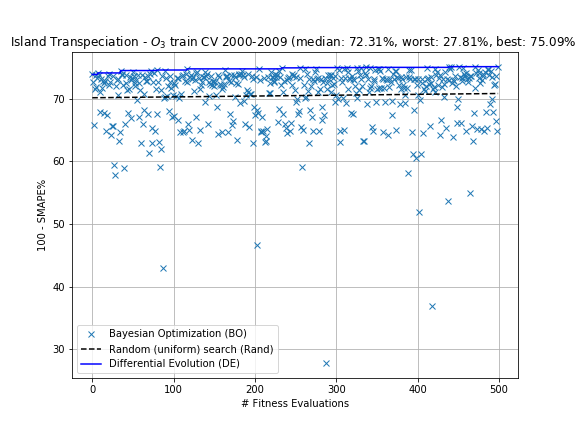 Island Transpeciation - O₃ train CV 2000-2009 (median: 72.31%, worst: 27.81%, best: 75.09%
100 - SMAPE%
70
60
50
40
30
Bayesian Optimization (BO)
Random (uniform) search (Rand)
Differential Evolution (DE)
0 100 200 300 400 500
# Fitness Evaluations